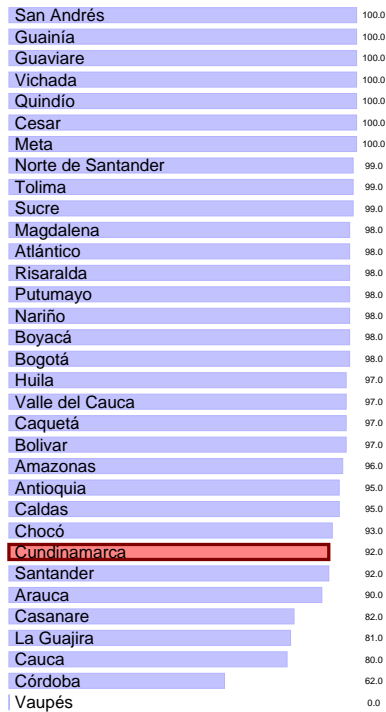 San Andrés 100.0
Guainía 100.0
Guaviare 100.0
Vichada 100.0
Quindío 100.0
Cesar 100.0
Meta 100.0
Norte de Santander 99.0
Tolima 99.0
Sucre 99.0
Magdalena 98.0
Atlántico 98.0
Risaralda 98.0
Putumayo 98.0
Nariño 98.0
Boyacá 98.0
Bogotá 98.0
Huila 97.0
Valle del Cauca 97.0
Caquetá 97.0
Bolivar 97.0
Amazonas 96.0
Antioquia 95.0
Caldas 95.0
Chocó 93.0
Cundinamarca 92.0
Santander 92.0
Arauca 90.0
Casanare 82.0
La Guajira 81.0
Cauca 80.0
Córdoba 62.0
Vaupés 0.0